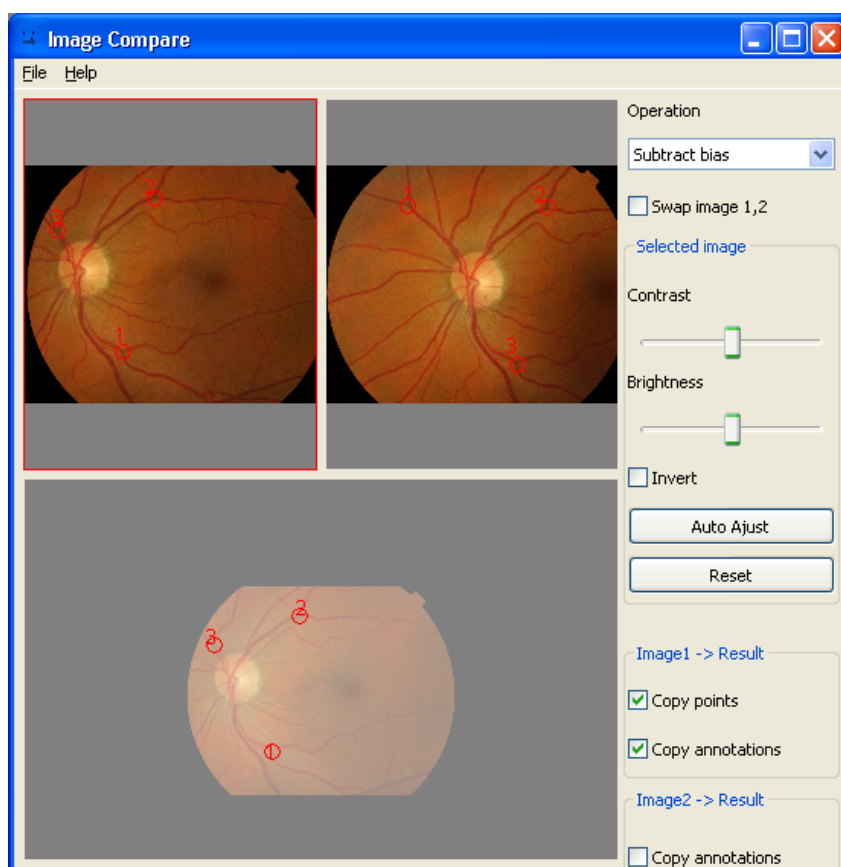 Image Compare
File Help
Operation
Subtract bias
Swap image 1,2
Selected image
Contrast
Brightness
Invert
Auto Ajust
Reset
Image1 -> Result
Copy points
Copy annotations
Image2 -> Result
Copy annotations
2
3
1
1
2
3
2
3
1